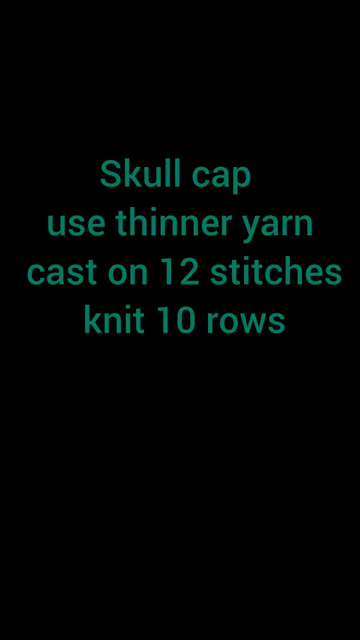 Skull cap
use thinner yarn
cast on 12 stitches
knit 10 rows